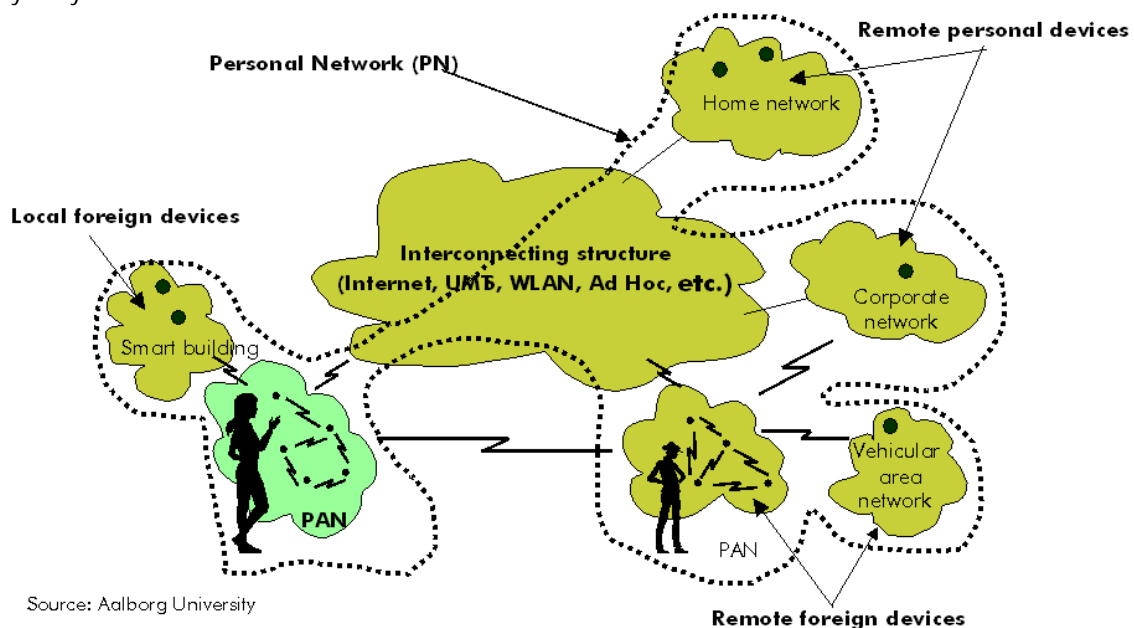 Remote personal devices
Personal Network (PN)
Home network
Local foreign devices
Interconnecting structure
(Internet, UMTS, WLAN, Ad Hoc, etc.)
Corporate
network
Smart building
Vehicular
area
network
PAN
PAN
Source: Aalborg University
Remote foreign devices